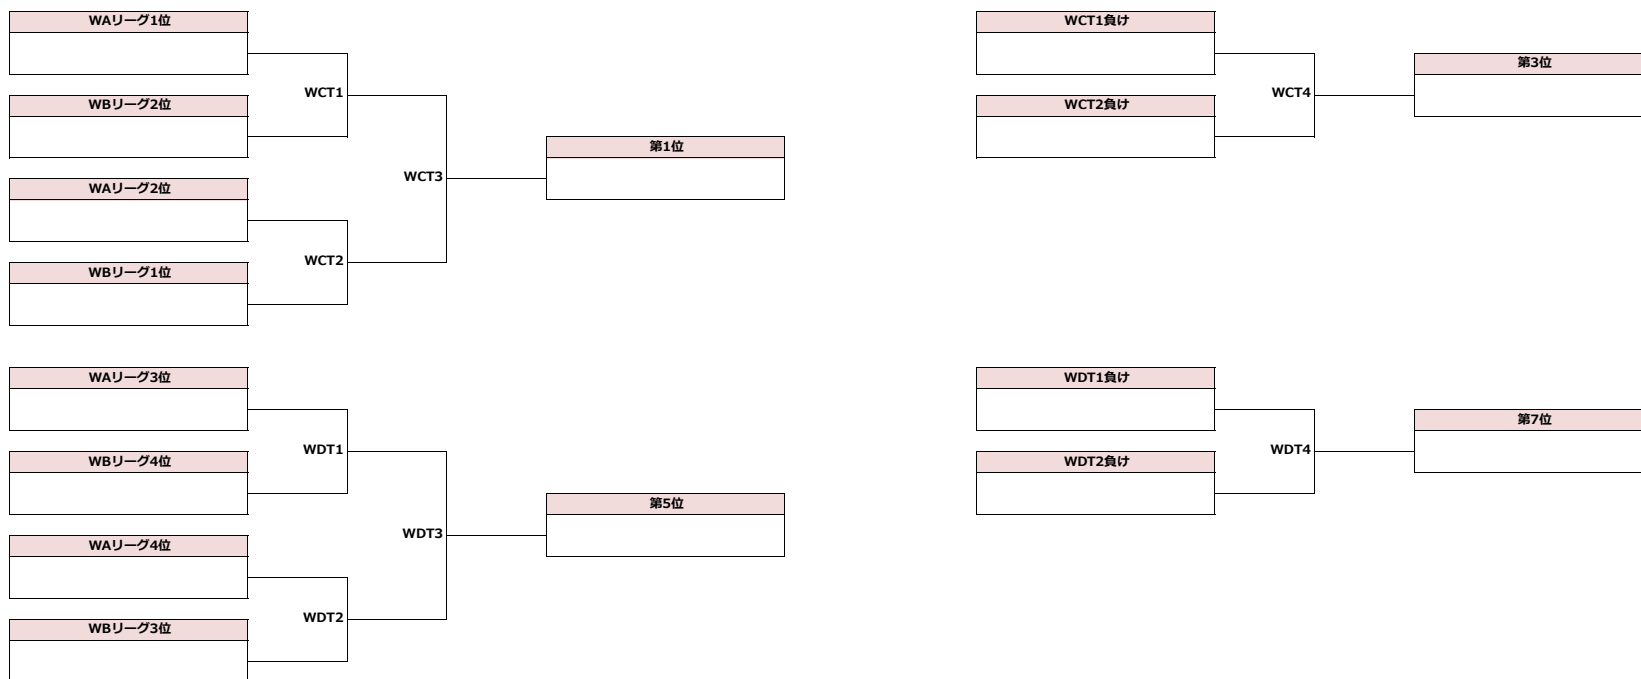 WAリーグ1位
WCT1
WBリーグ2位
WCT3
第1位
WAリーグ2位
WCT2
WBリーグ1位
WCT1負け
WCT4
第3位
WCT2負け
WAリーグ3位
WDT1
WBリーグ4位
WDT3
第5位
WAリーグ4位
WDT2
WBリーグ3位
WDT1負け
WDT4
第7位
WDT2負け